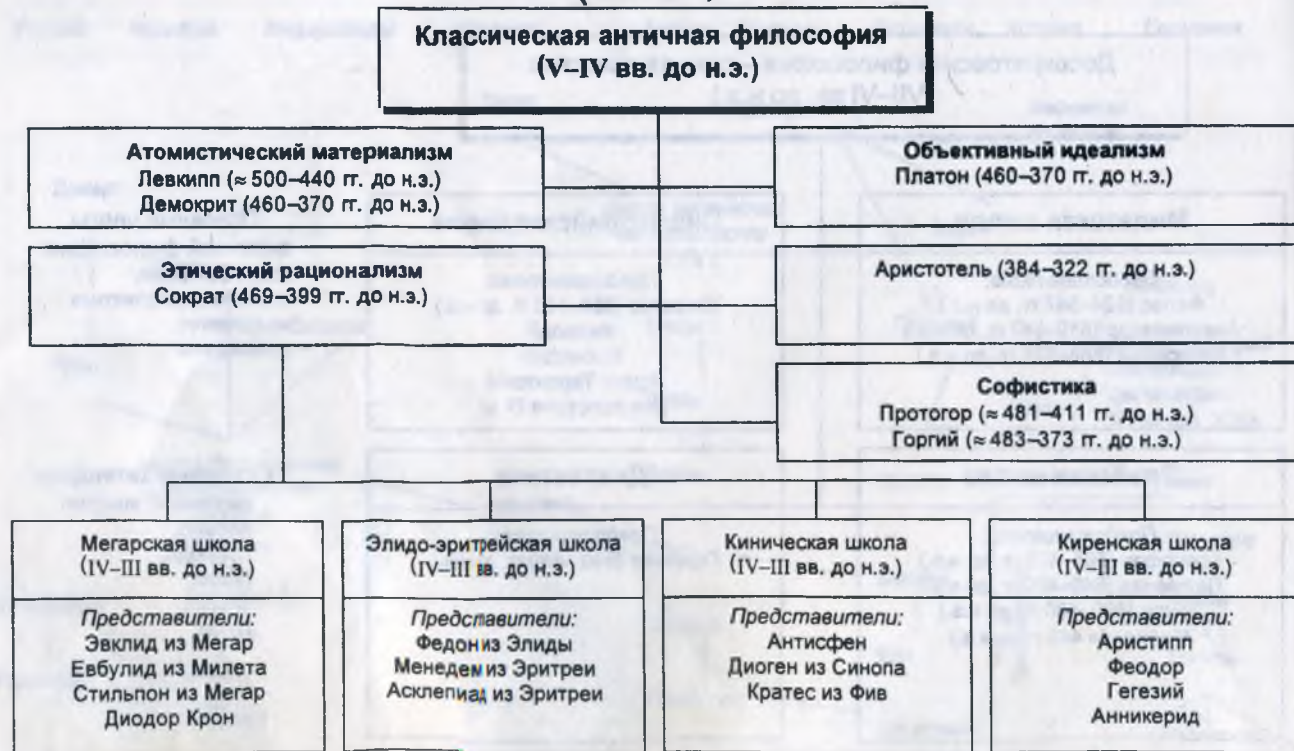 Классическая античная философия
(V–IV вв. до н.э.)
Атомистический материализм
Левкипп (≈ 500–440 гг. до н.э.)
Демокрит (460–370 гг. до н.э.)
Объективный идеализм
Платон (460–370 гг. до н.э.)
Этический рационализм
Сократ (469–399 гг. до н.э.)
Аристотель (384–322 гг. до н.э.)
Софистика
Протогор (≈ 481–411 гг. до н.э.)
Горгий (≈ 483–373 гг. до н.э.)
Мегарская школа
(IV–III вв. до н.э.)
Представители:
Эвклид из Мегар
Евбулид из Милета
Стильпон из Мегар
Диодор Крон
Элидо-эритрейская школа
(IV–III вв. до н.э.)
Представители:
Федон из Элиды
Менедем из Эритреи
Асклепиад из Эритреи
Киническая школа
(IV–III вв. до н.э.)
Представители:
Антисфен
Диоген из Синопа
Кратес из Фив
Киренская школа
(IV–III вв. до н.э.)
Представители:
Аристипп
Феодор
Гегезий
Анникерид